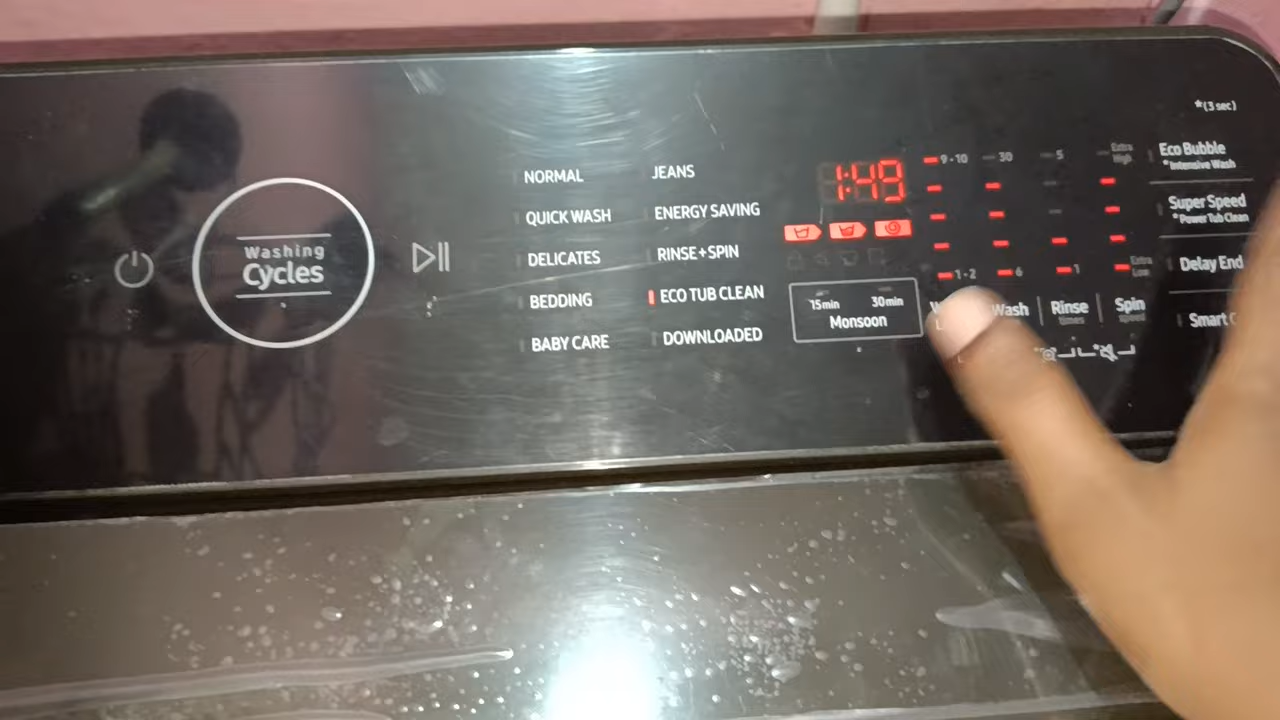 *(3 sec)
Washing
Cycles
NORMAL
QUICK WASH
DELICATES
BEDDING
BABY CARE
JEANS
ENERGY SAVING
RINSE+SPIN
ECO TUB CLEAN
DOWNLOADED
1:49
15min 30min
Monsoon
9-10 30 5 Extra High
1-2 6 1 Extra Low
Wash Rinse Spin
times speed
Eco Bubble
* Intensive Wash
Super Speed
* Power Tub Clean
Delay End
Smart